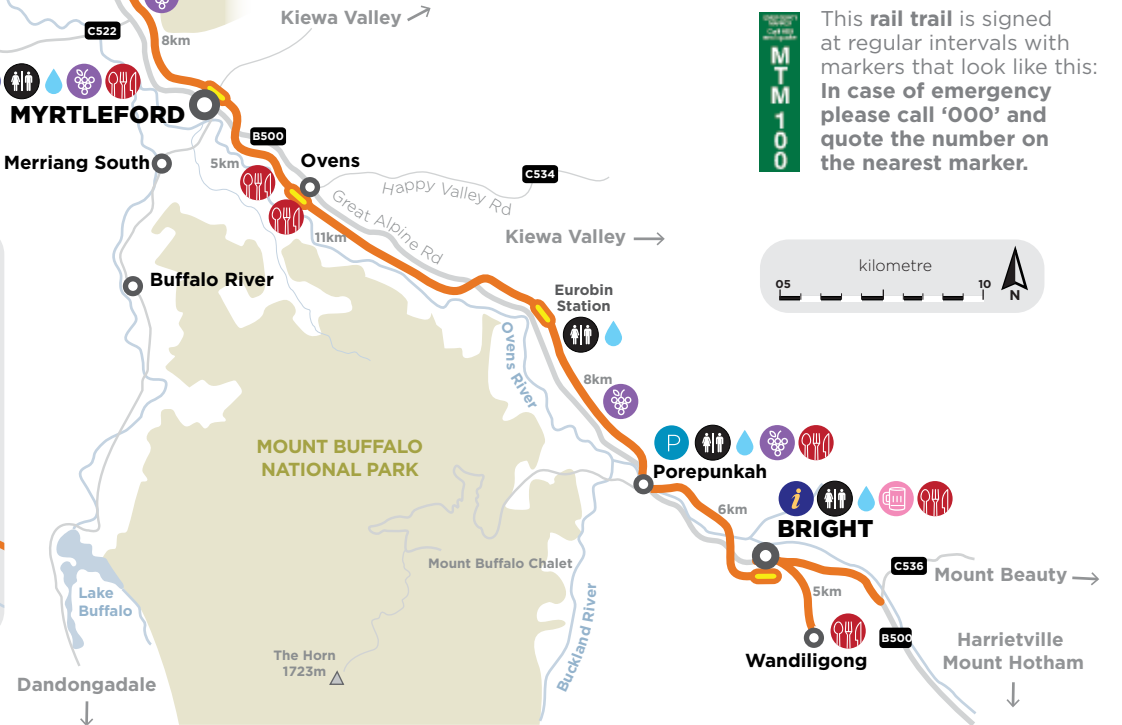 Kiewa Valley
C522
8km
MYRTLEFORD
B500
Merriang South
5km
Ovens
C534
Happy Valley Rd
Great Alpine Rd
11km
Kiewa Valley
Buffalo River
Eurobin
Station
Ovens River
8km
MOUNT BUFFALO
NATIONAL PARK
P
Porepunkah
6km
i
BRIGHT
Mount Buffalo Chalet
C536
Mount Beauty
Lake
Buffalo
5km
Buckland River
B500
Wandiligong
Harrietville
Mount Hotham
The Horn
1723m
Dandongadale
MTM
100
This rail trail is signed
at regular intervals with
markers that look like this:
In case of emergency
please call ‘000’ and
quote the number on
the nearest marker.
kilometre
05
10
N